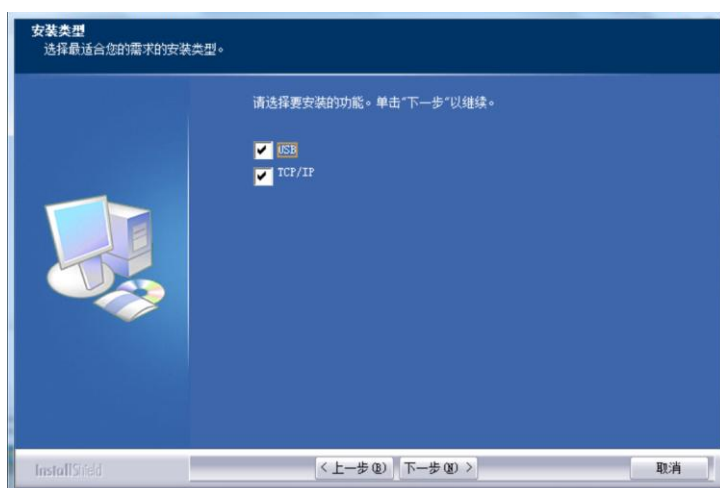 安装类型
选择最适合您的需求的安装类型。
请选择要安装的功能。单击“下一步”以继续。
USB
TCP/IP
InstallShield
< 上一步(B) 下一步(N) > 取消